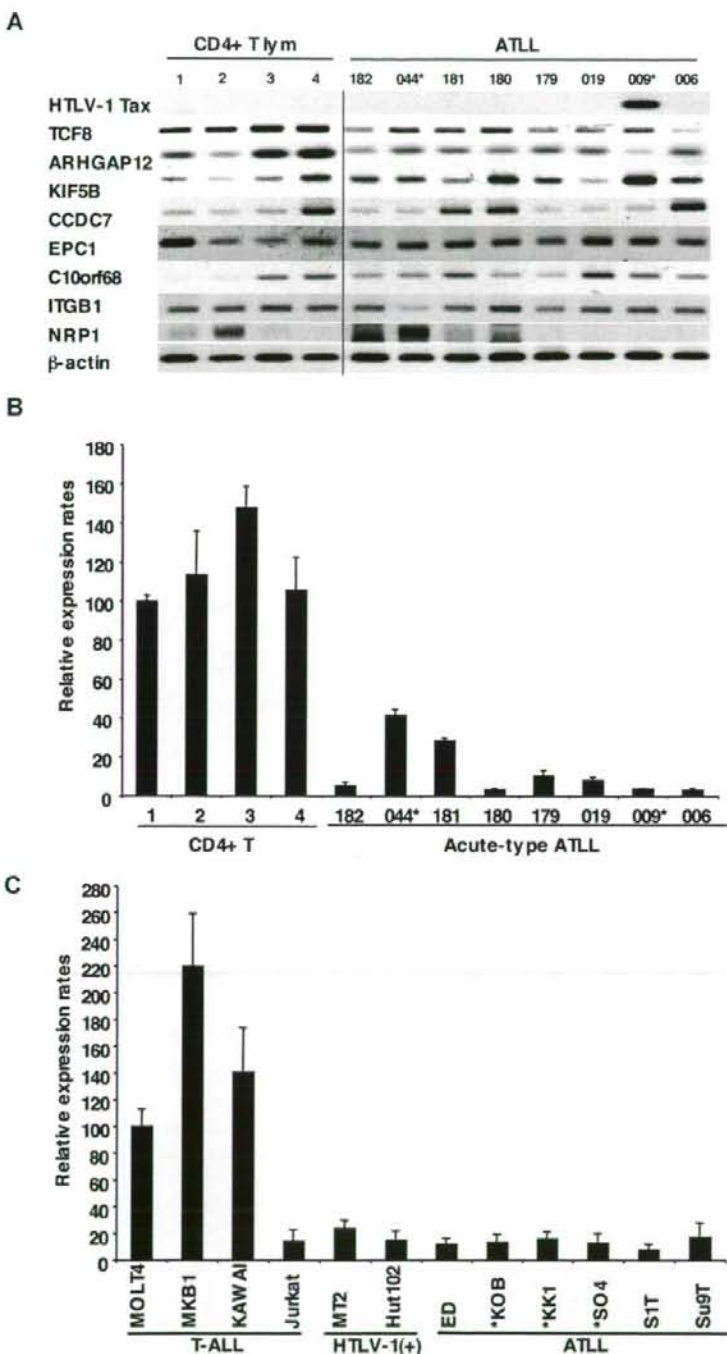 A
CD4+ T lym ATLL
1 2 3 4 182 044* 181 180 179 019 009* 006
HTLV-1 Tax
TCF8
ARHGAP12
KIF5B
CCDC7
EPC1
C10orf68
ITGB1
NRP1
β-actin
B
Relative expression rates
180
160
140
120
100
80
60
40
20
0
1 2 3 4 182 044* 181 180 179 019 009* 006
CD4+ T Acute-type ATLL
C
Relative expression rates
280
260
240
220
200
180
160
140
120
100
80
60
40
20
0
MOLT4 MKB1 KAWAI Jurkat MT2 Hut102 ED *KOB *KK1 *SO4 S1T Su9T
T-ALL HTLV-1(+) ATLL